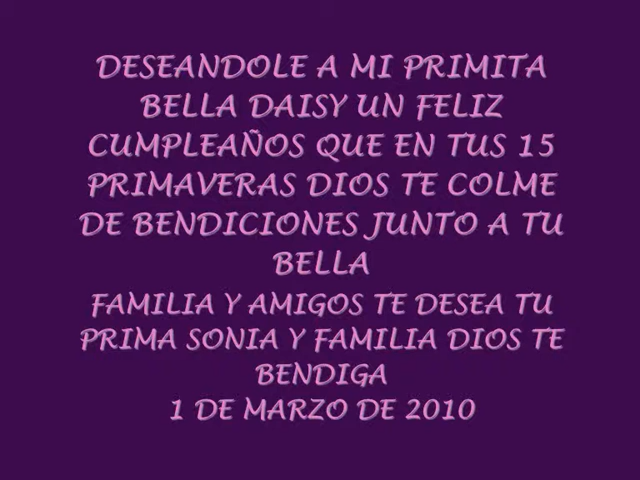 DESEANDOLE A MI PRIMITA
BELLA DAISY UN FELIZ
CUMPLEAÑOS QUE EN TUS 15
PRIMAVERAS DIOS TE COLME
DE BENDICIONES JUNTO A TU
BELLA
FAMILIA Y AMIGOS TE DESEA TU
PRIMA SONIA Y FAMILIA DIOS TE
BENDIGA
1 DE MARZO DE 2010